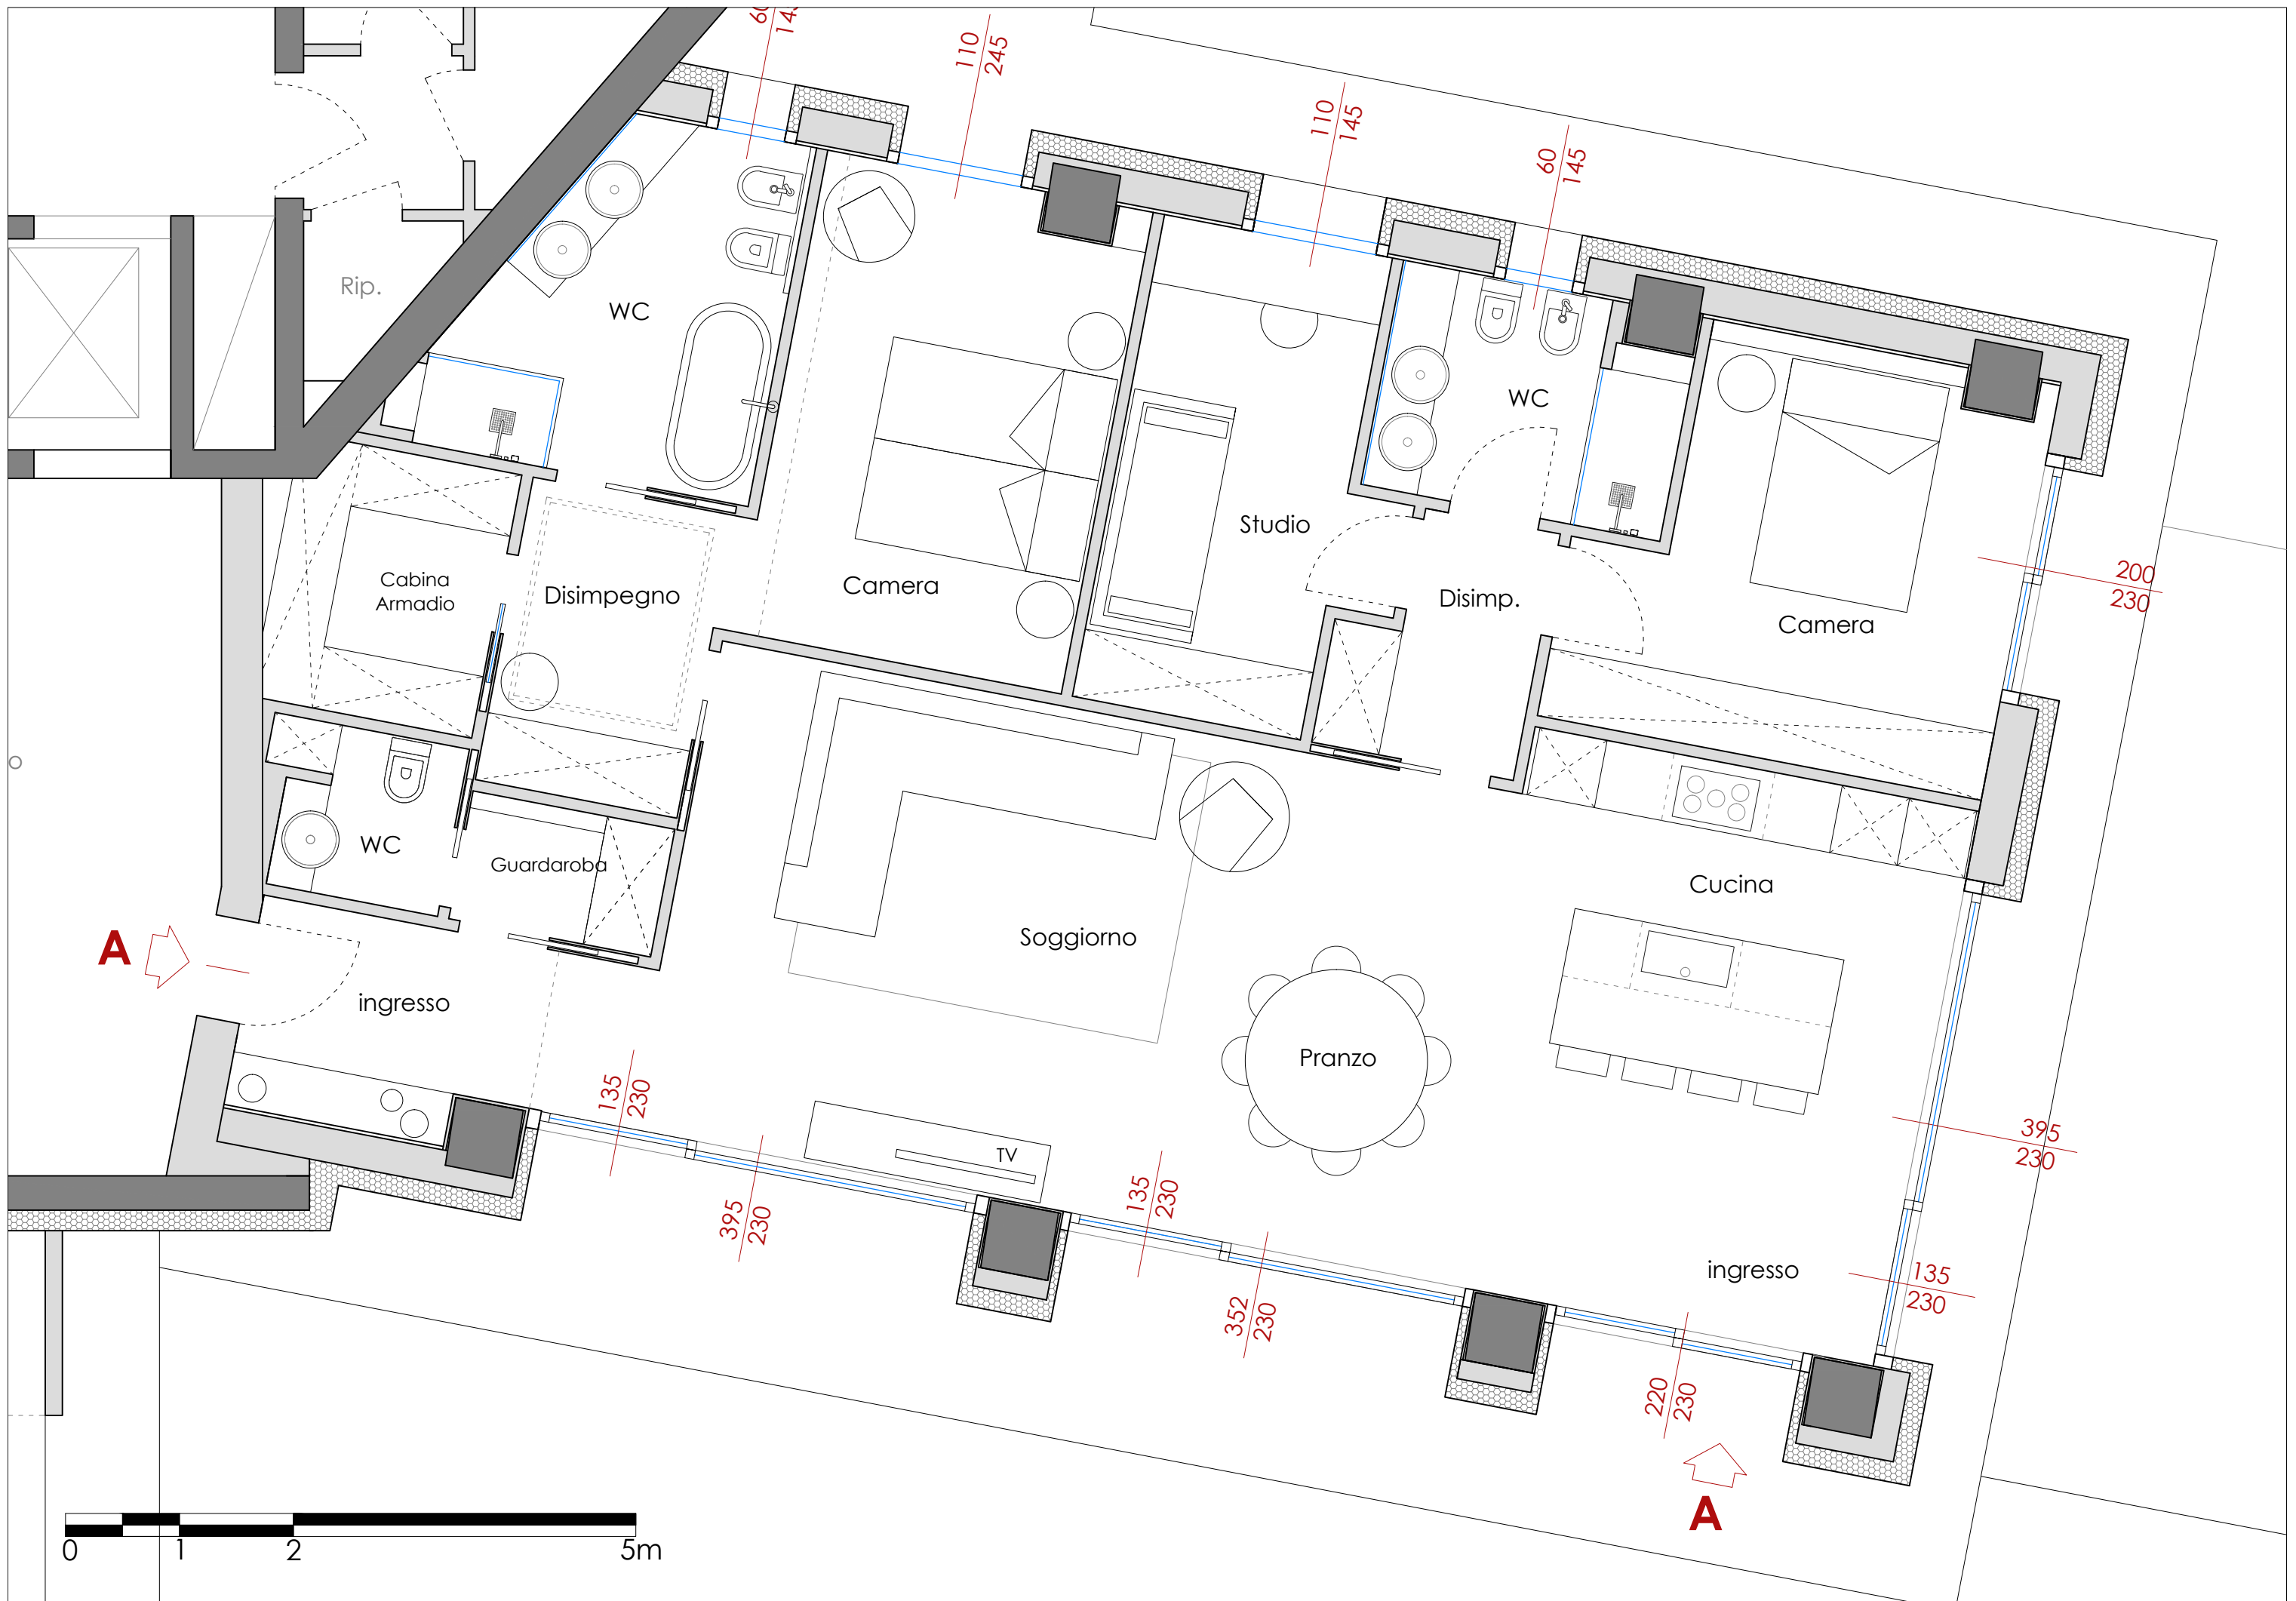 60
145
110
245
110
145
60
145
Rip.
WC
WC
Studio
Cabina
Armadio
Disimpegno
Camera
Disimp.
Camera
200
230
WC
Guardaroba
Cucina
Soggiorno
A
ingresso
Pranzo
135
230
395
230
TV
135
230
352
230
395
230
ingresso
135
230
220
230
A
0 1 2 5m